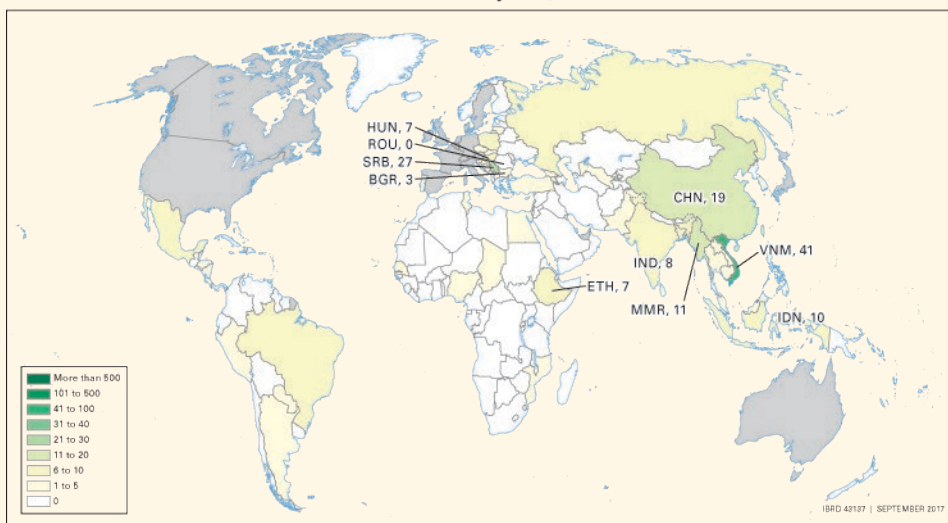 HUN, 7
ROU, 0
SRB, 27
BGR, 3
CHN, 19
VNM, 41
IND, 8
ETH, 7
MMR, 11
IDN, 10
More than 500
101 to 500
41 to 100
31 to 40
21 to 30
11 to 20
6 to 10
1 to 5
0
IBRD 43137 | SEPTEMBER 2017